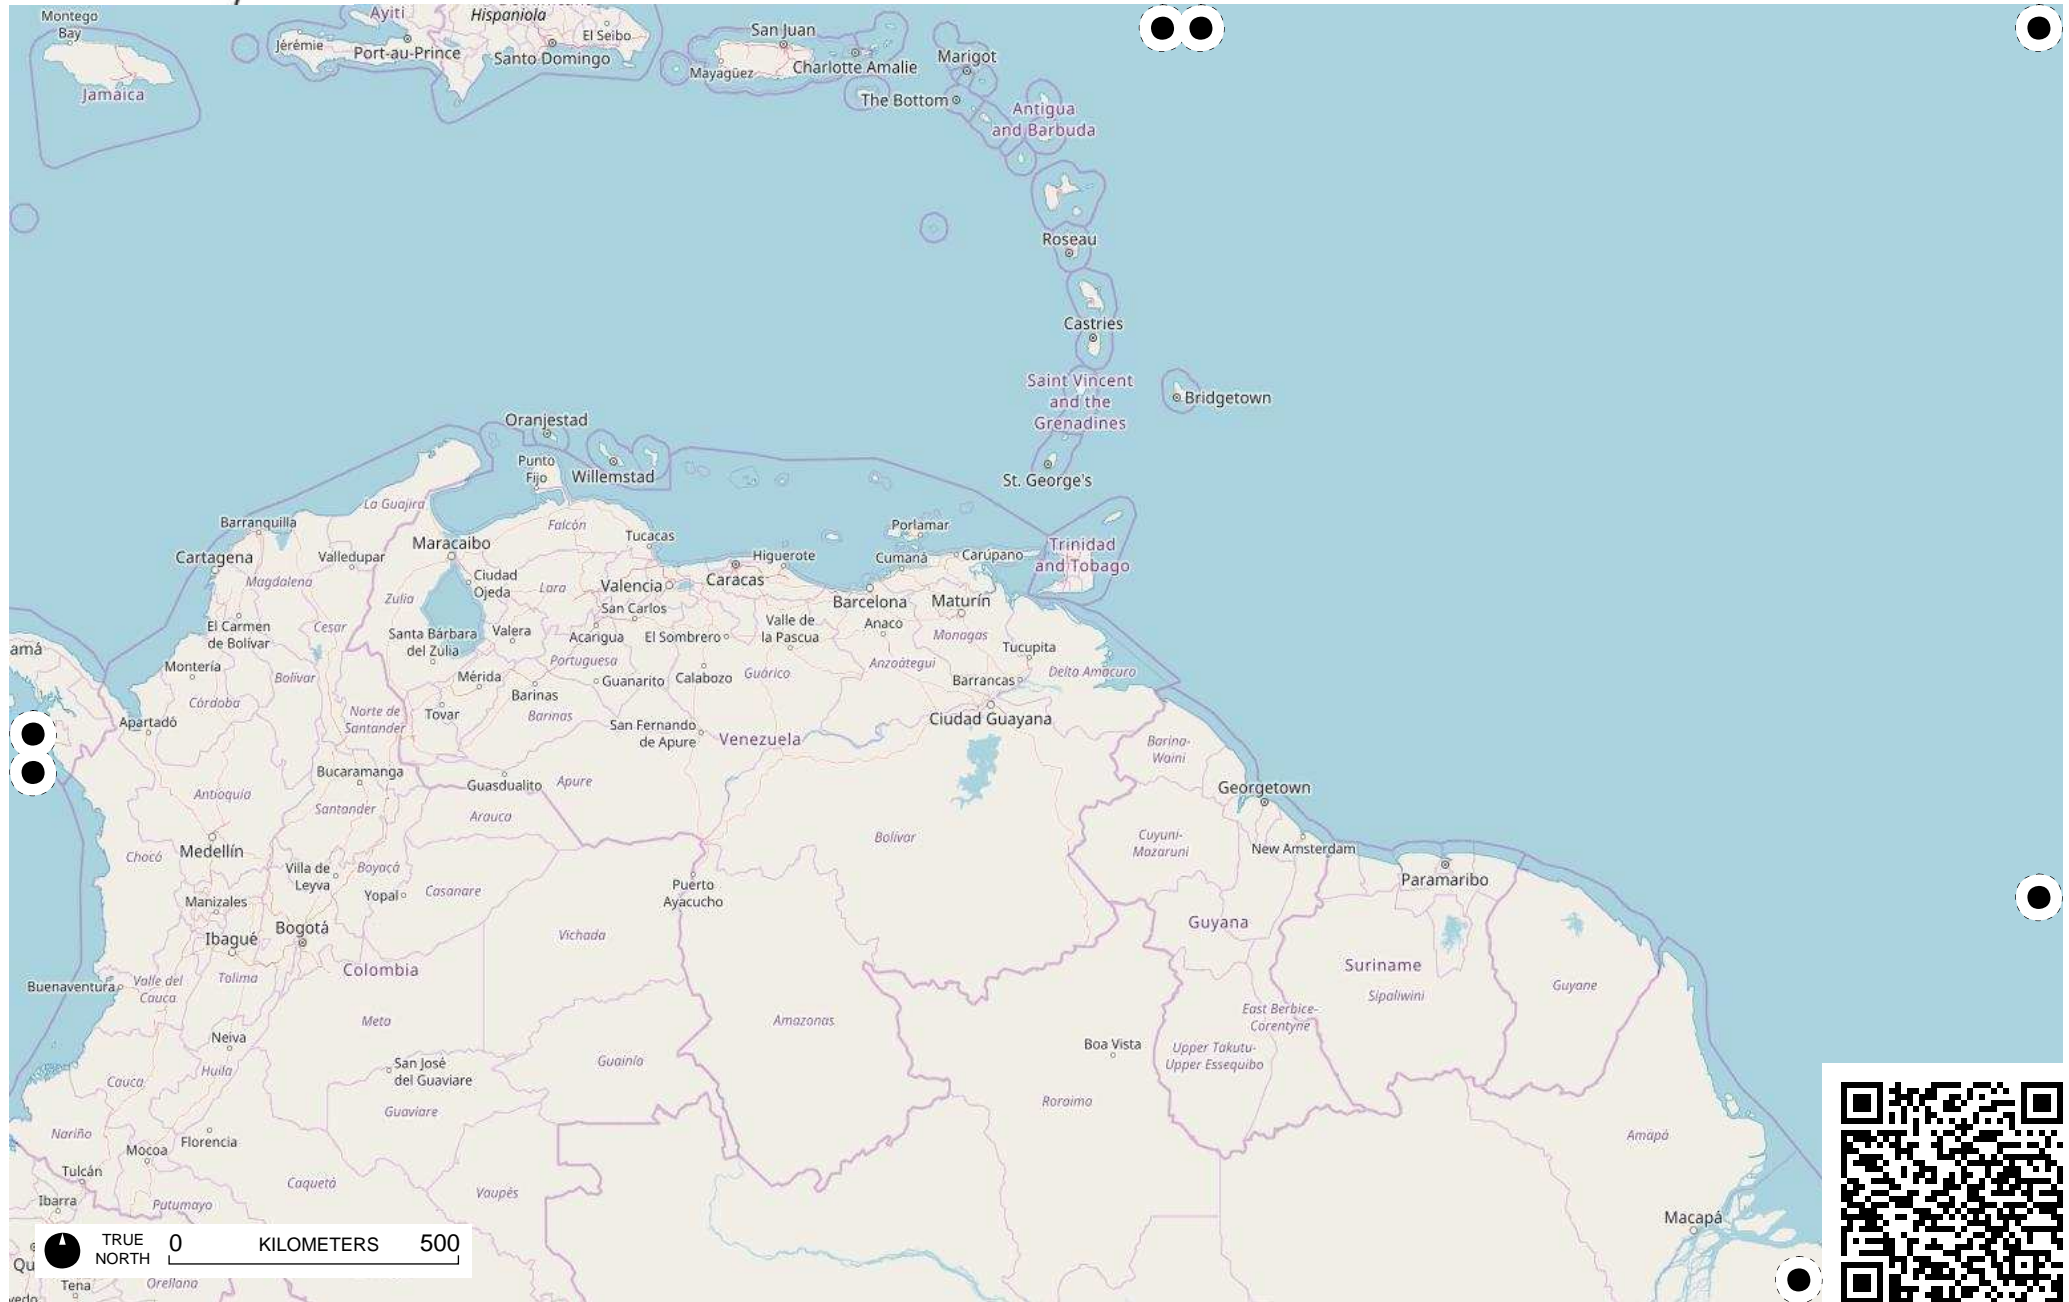 Montego
Bay
Jamaica
Ayiti
Hispaniola
Jérémie
Port-au-Prince
El Seibo
Santo Domingo
San Juan
Mayagüez
Charlotte Amalie
Marigot
The Bottom
Antigua
and Barbuda
Roseau
Castries
Saint Vincent
and the
Grenadines
Bridgetown
St. George's
Oranjestad
Punto
Fijo
Willemstad
La Guajira
Barranquilla
Falcón
Tucacas
Porlamar
Cartagena
Valledupar
Maracaibo
Higuerote
Cumaná
Carúpano
Trinidad
and Tobago
Magdalena
Ciudad
Ojeda
Lara
Valencia
Caracas
Zulia
San Carlos
Barcelona
Maturín
El Carmen
de Bolívar
Cesar
Santa Bárbara
del Zulia
Valera
Acarigua
El Sombrero
Valle de
la Pascua
Anaco
Monagas
Tucupita
amá
Montería
Bolívar
Mérida
Portuguesa
Guanarito
Calabozo
Guárico
Anzoátegui
Barrancas
Delta Amacuro
Córdoba
Barinas
Apartadó
Norte de
Santander
Tovar
Barinas
San Fernando
de Apure
Venezuela
Ciudad Guayana
Barina-
Waini
Bucaramanga
Guasdualito
Apure
Georgetown
Antioquia
Santander
Arauca
Bolívar
Cuyuni-
Mazaruni
New Amsterdam
Chocó
Medellín
Villa de
Leyva
Boyacá
Yopal
Casanare
Puerto
Ayacucho
Paramaribo
Manizales
Ibagué
Bogotá
Vichada
Guyana
Colombia
Suriname
Sipaliwini
Guyane
Buenaventura
Valle del
Cauca
Tolima
Meta
Amazonas
East Berbice-
Corentyne
Neiva
Boa Vista
Upper Takutu-
Upper Essequibo
San José
del Guaviare
Guainía
Cauca
Huila
Guaviare
Roraima
Nariño
Mocoa
Florencia
Amapá
Tulcán
Caquetá
Vaupés
Ibarra
Putumayo
Macapá
TRUE
NORTH
0 KILOMETERS 500
Qu
Tena
Orellana
vedo